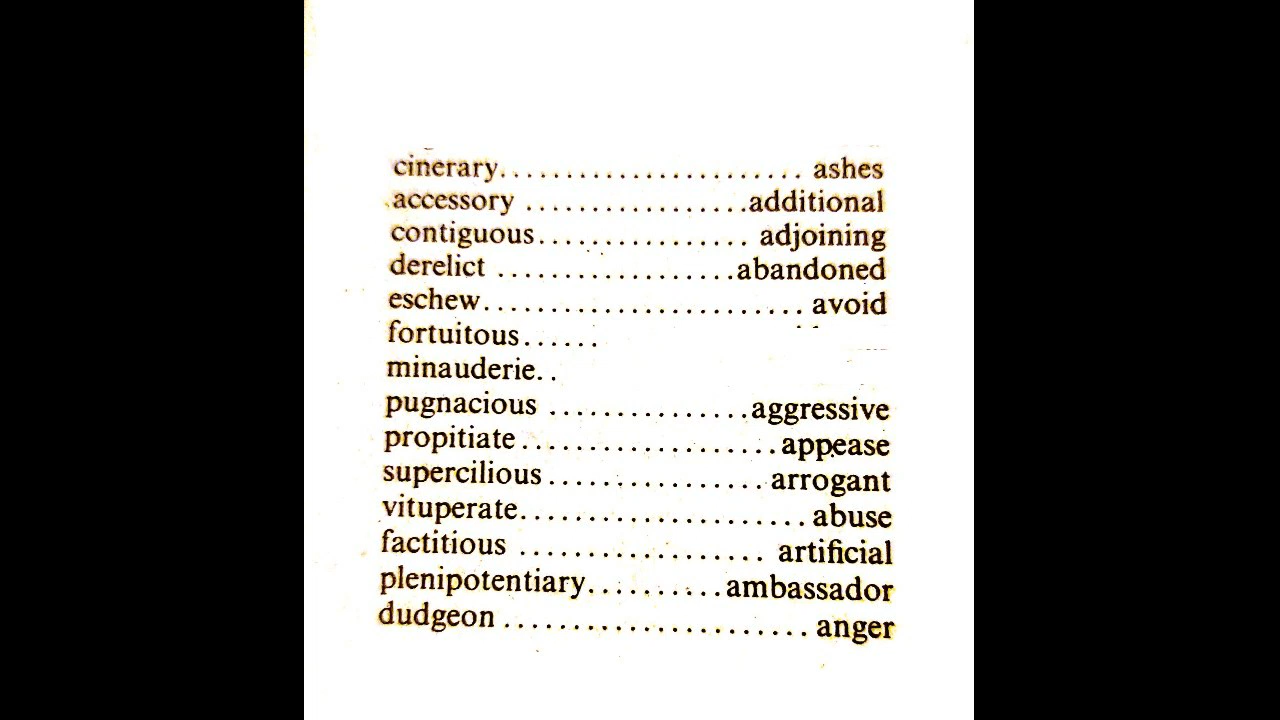 cinerary. . . . . . . . . . . . . . . . . . . . . . . ashes
accessory . . . . . . . . . . . . . . . . .additional
contiguous. . . . . . . . . . . . . . . . adjoining
derelict . . . . . . . . . . . . . . . . . .abandoned
eschew. . . . . . . . . . . . . . . . . . . . . . . . avoid
fortuitous. . . . . .
minauderie. .
pugnacious . . . . . . . . . . . . . . .aggressive
propitiate . . . . . . . . . . . . . . . . . . .appease
supercilious . . . . . . . . . . . . . . . . arrogant
vituperate. . . . . . . . . . . . . . . . . . . . . abuse
factitious . . . . . . . . . . . . . . . . . . artificial
plenipotentiary. . . . . . . . . .ambassador
dudgeon . . . . . . . . . . . . . . . . . . . . . . . anger